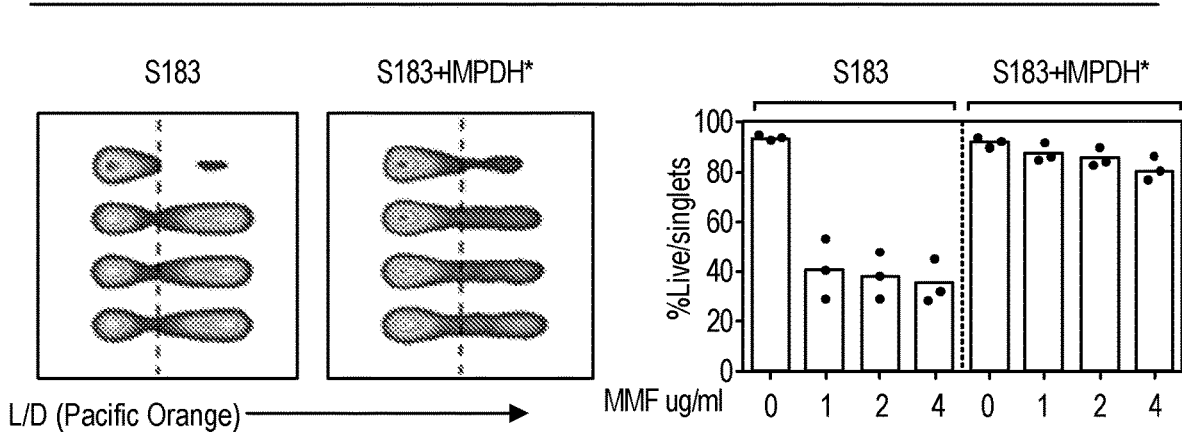 S183
S183+IMPDH*
L/D (Pacific Orange)
S183
S183+IMPDH*
%Live/singlets
100
80
60
40
20
0
MMF ug/ml
0 1 2 4 0 1 2 4